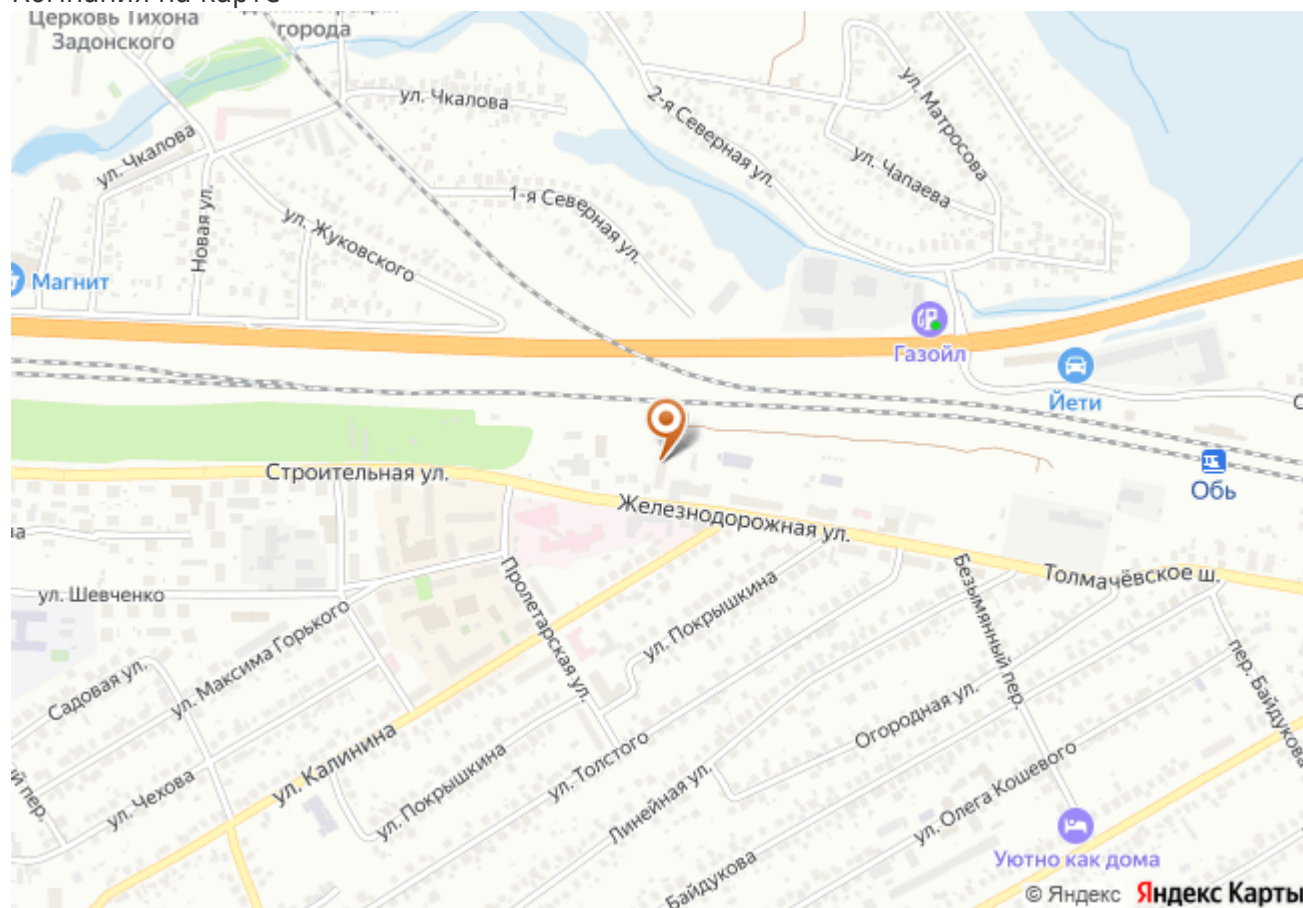 Компания на карте
Церковь Тихона
Задонского
города
ул. Чкалова
ул. Чкалова
Новая ул.
ул. Жуковского
1-я Северная ул.
2-я Северная ул.
ул. Матросова
ул. Чапаева
Магнит
Газойл
Йети
Обь
Строительная ул.
Железнодорожная ул.
Толмачёвское ш.
ул. Шевченко
Пролетарская ул.
ул. Максима Горького
Садовая ул.
ул. Покрышкина
Безымянный пер.
пер. Байдукова
Огородная ул.
ул. Калинина
ул. Чехова
ул. Покрышкина
ул. Толстого
Линейная ул.
ул. Олега Кошевого
Байдукова
Уютно как дома
© Яндекс Яндекс Карты